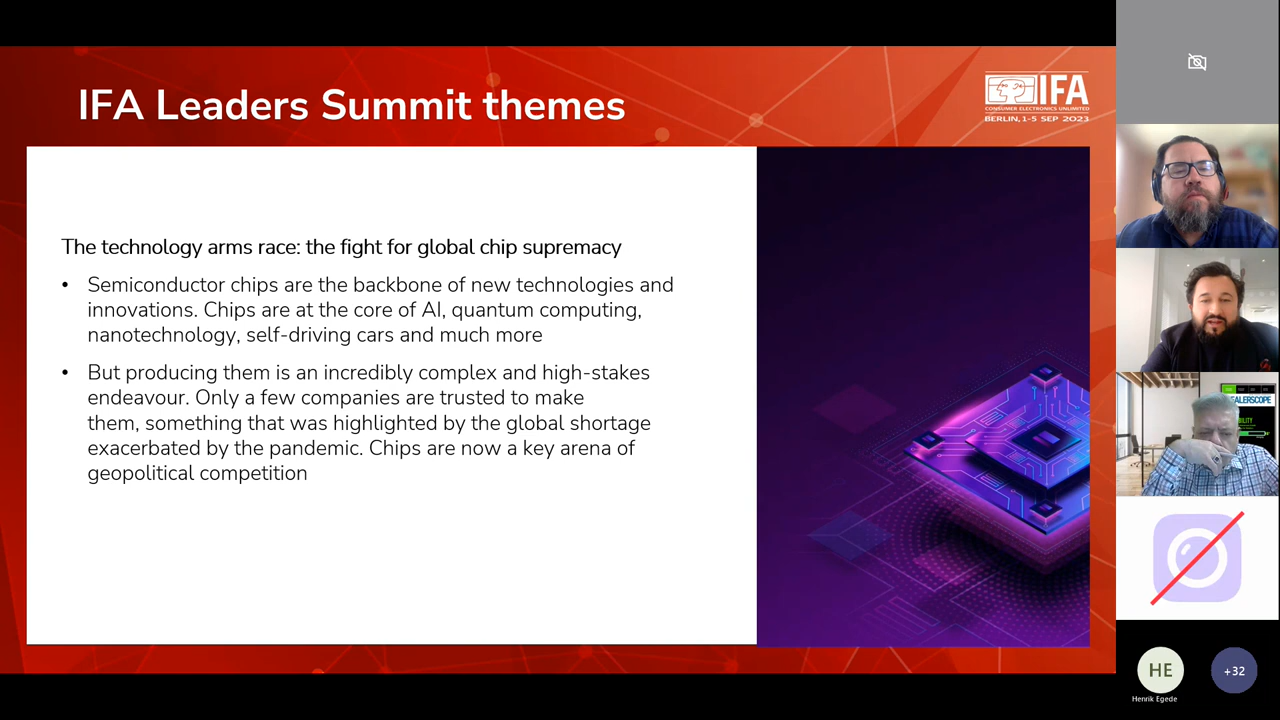 IFA Leaders Summit themes
IFA
CONSUMER ELECTRONICS UNLIMITED
BERLIN, 1-5 SEP 2023
The technology arms race: the fight for global chip supremacy
• Semiconductor chips are the backbone of new technologies and
innovations. Chips are at the core of AI, quantum computing,
nanotechnology, self-driving cars and much more
• But producing them is an incredibly complex and high-stakes
endeavour. Only a few companies are trusted to make
them, something that was highlighted by the global shortage
exacerbated by the pandemic. Chips are now a key arena of
geopolitical competition
HE
Henrik Egede
+32